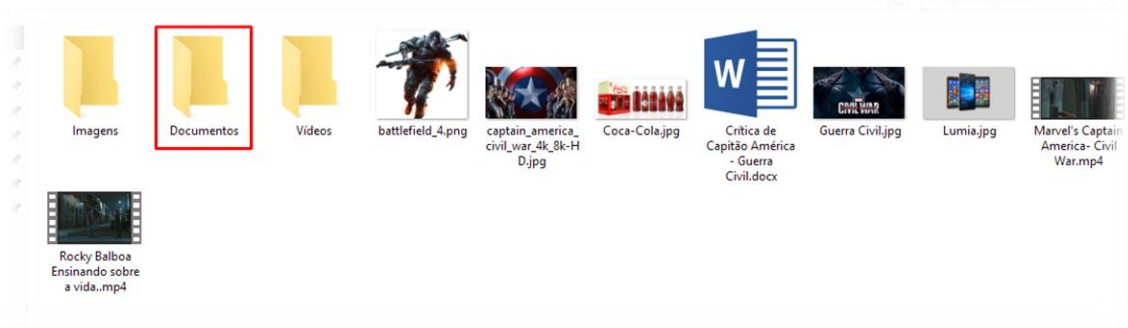 Imagens
Documentos
Vídeos
battlefield_4.png
captain_america_
civil_war_4k_8k-H
D.jpg
Coca-Cola.jpg
W
Crítica de
Capitão América
- Guerra
Civil.docx
CIVIL WAR
Guerra Civil.jpg
Lumia.jpg
Marvel's Captain
America- Civil
War.mp4
Rocky Balboa
Ensinando sobre
a vida..mp4